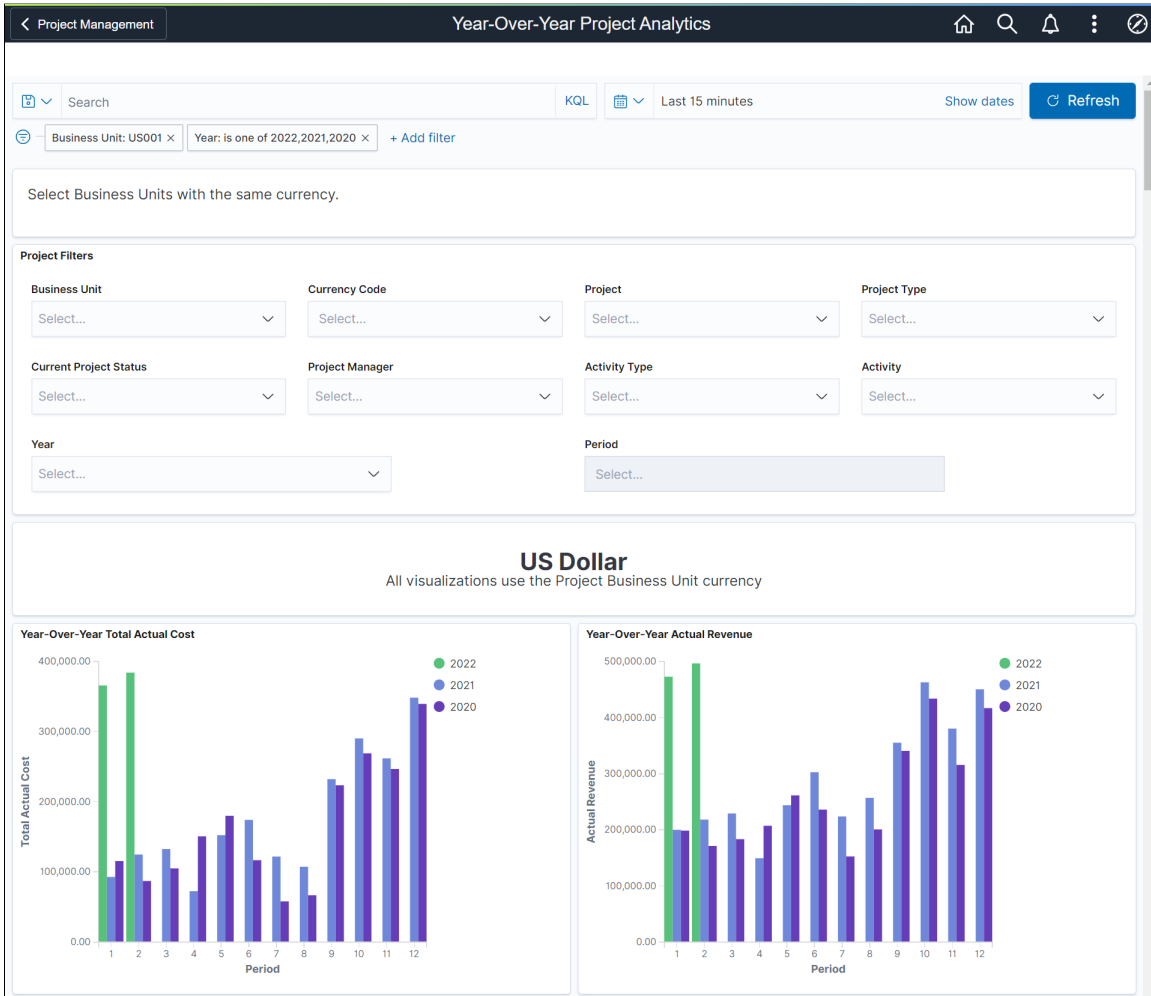 Project Management
Year-Over-Year Project Analytics
Search
KQL
Last 15 minutes
Show dates
Refresh
Business Unit: US001 ×
Year: is one of 2022,2021,2020 ×
+ Add filter
Select Business Units with the same currency.
Project Filters
Business Unit
Currency Code
Project
Project Type
Select...
Select...
Select...
Select...
Current Project Status
Project Manager
Activity Type
Activity
Select...
Select...
Select...
Select...
Year
Period
Select...
Select...
US Dollar
All visualizations use the Project Business Unit currency
Year-Over-Year Total Actual Cost
400,000.00
300,000.00
200,000.00
100,000.00
0.00
Total Actual Cost
1 2 3 4 5 6 7 8 9 10 11 12
Period
2022
2021
2020
Year-Over-Year Actual Revenue
500,000.00
400,000.00
300,000.00
200,000.00
100,000.00
0.00
Actual Revenue
1 2 3 4 5 6 7 8 9 10 11 12
Period
2022
2021
2020